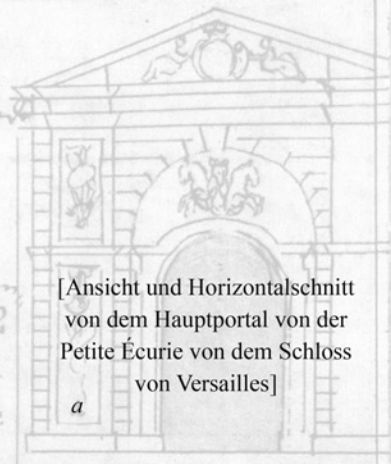 [Ansicht und Horizontalschnitt
von dem Hauptportal von der
Petite Écurie von dem Schloss
von Versailles]
a